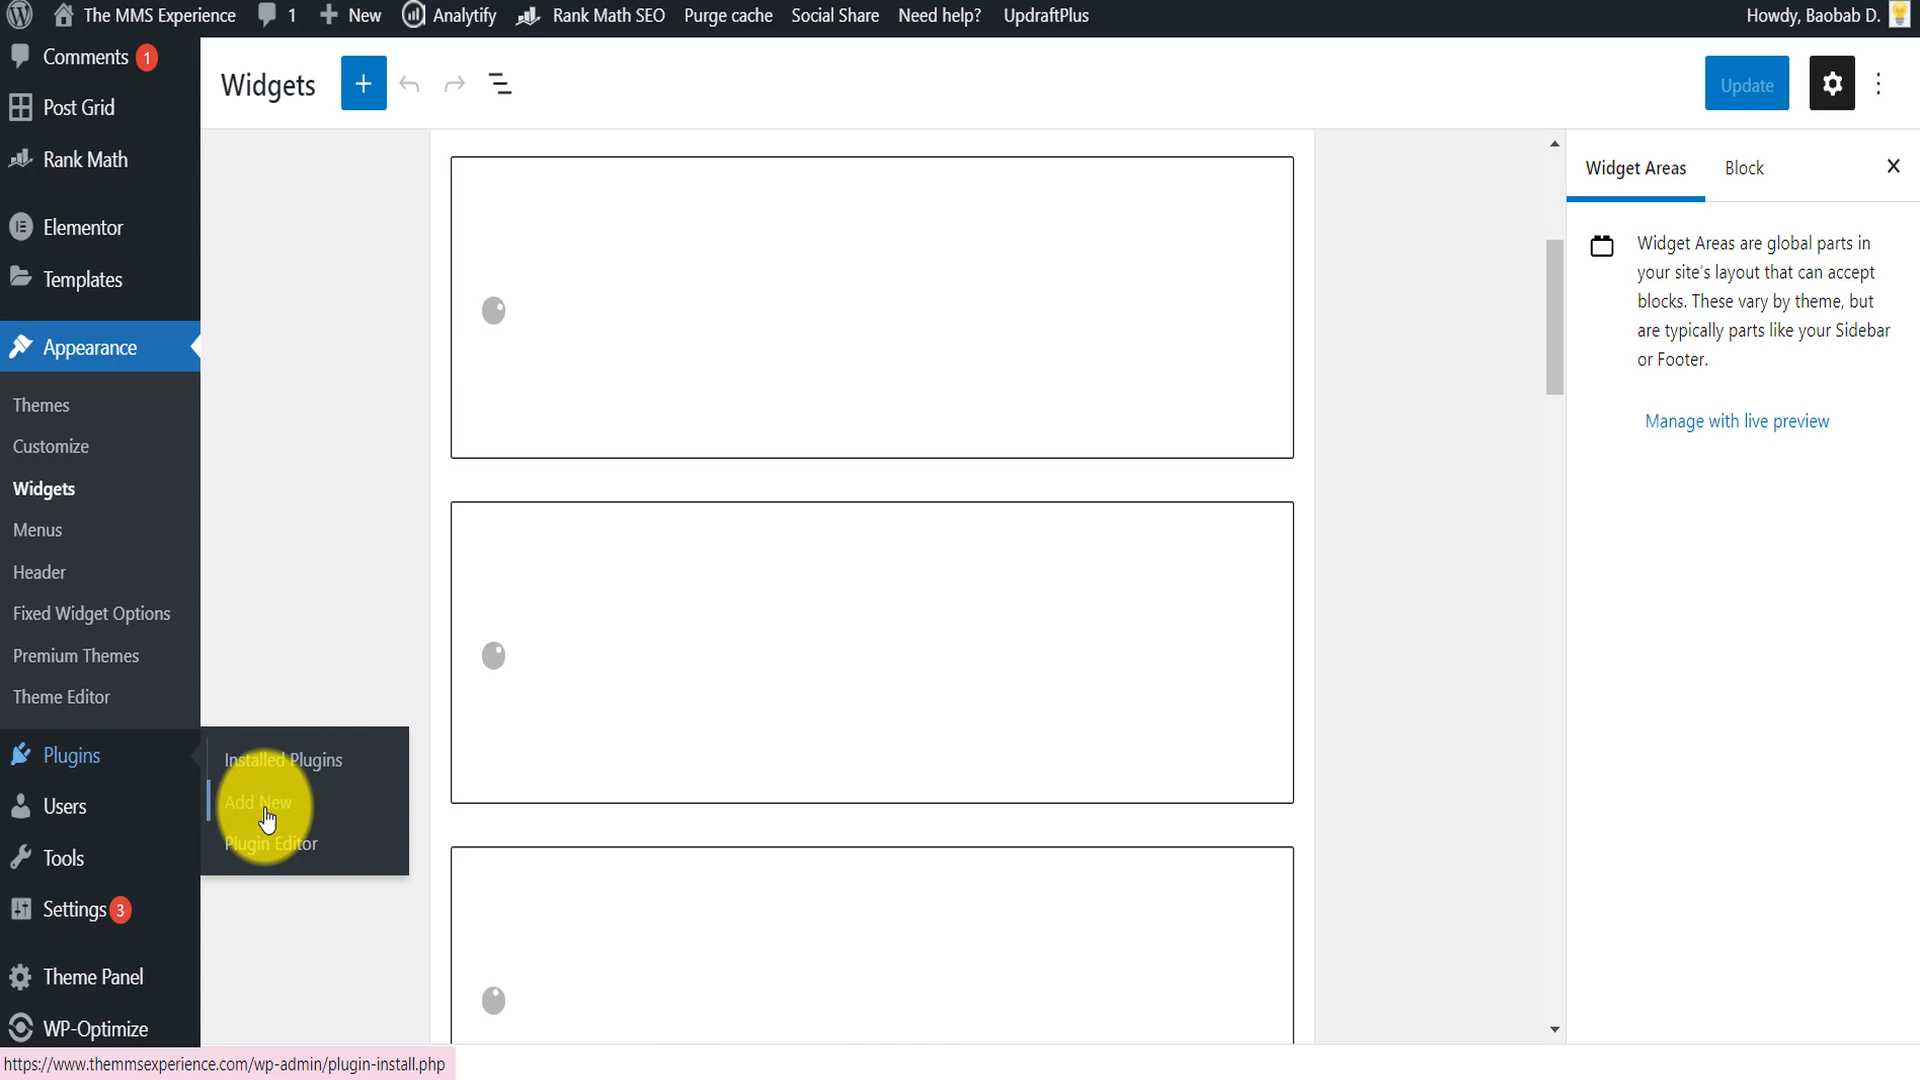 The MMS Experience 1 New Analytify Rank Math SEO Purge cache Social Share Need help? UpdraftPlus Howdy, Baobab D.
Comments 1
Post Grid
Rank Math
Elementor
Templates
Appearance
Themes
Customize
Widgets
Menus
Header
Fixed Widget Options
Premium Themes
Theme Editor
Plugins
Users
Tools
Settings 3
Theme Panel
WP-Optimize
Installed Plugins
Add New
Plugin Editor
Widgets
Update
Widget Areas Block
Widget Areas are global parts in
your site's layout that can accept
blocks. These vary by theme, but
are typically parts like your Sidebar
or Footer.
Manage with live preview
https://www.themmsexperience.com/wp-admin/plugin-install.php